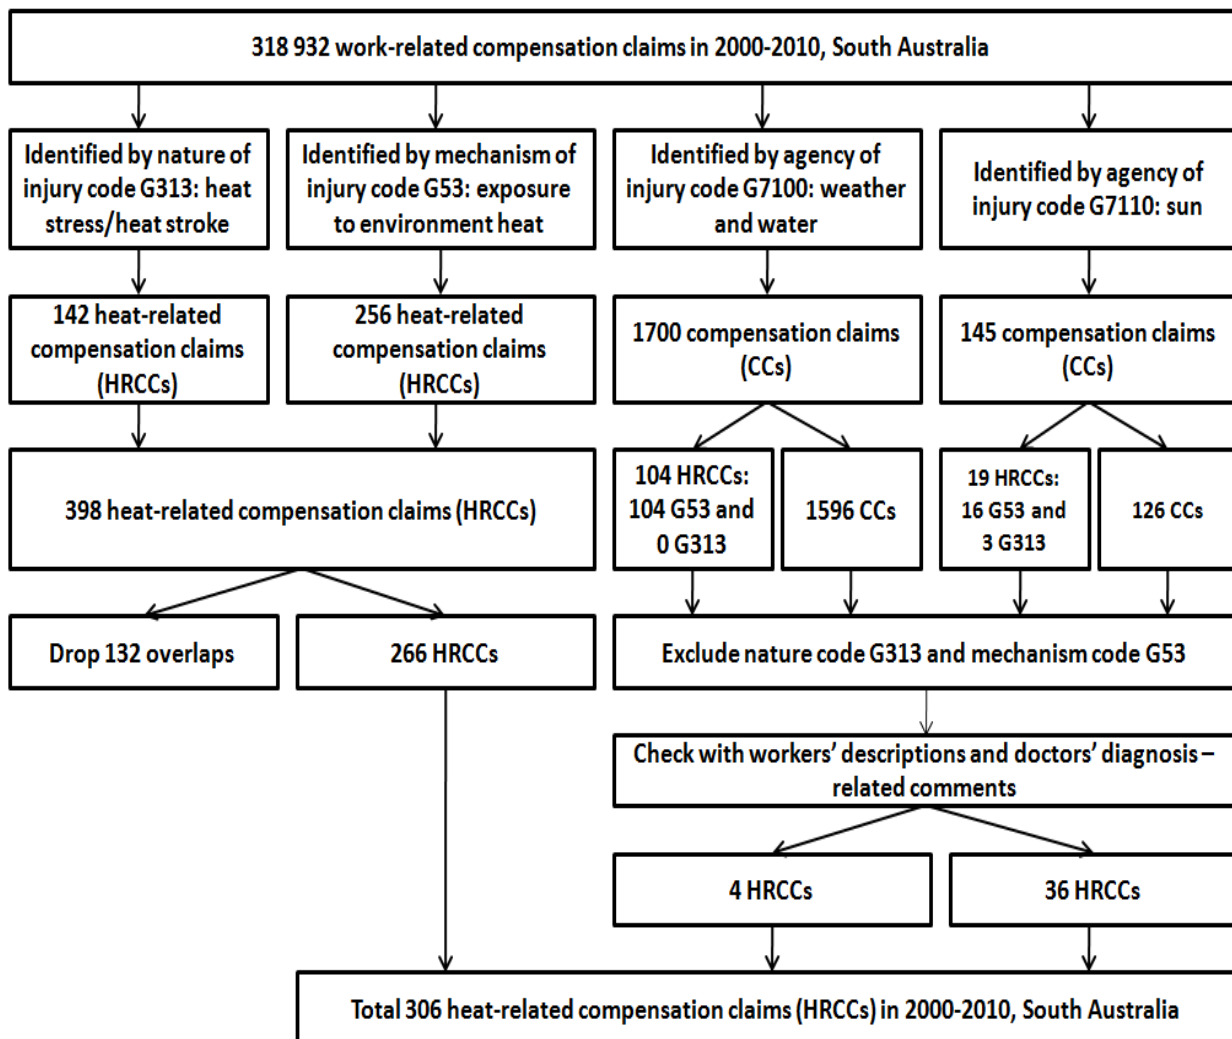 318 932 work-related compensation claims in 2000-2010, South Australia
Identified by nature of
injury code G313: heat
stress/heat stroke
Identified by mechanism of
injury code G53: exposure
to environment heat
Identified by agency of
injury code G7100: weather
and water
Identified by agency of
injury code G7110: sun
142 heat-related
compensation claims
(HRCCs)
256 heat-related
compensation claims
(HRCCs)
1700 compensation claims
(CCs)
145 compensation claims
(CCs)
398 heat-related compensation claims (HRCCs)
104 HRCCs:
104 G53 and
0 G313
1596 CCs
19 HRCCs:
16 G53 and
3 G313
126 CCs
Drop 132 overlaps
266 HRCCs
Exclude nature code G313 and mechanism code G53
Check with workers’ descriptions and doctors’ diagnosis –
related comments
4 HRCCs
36 HRCCs
Total 306 heat-related compensation claims (HRCCs) in 2000-2010, South Australia